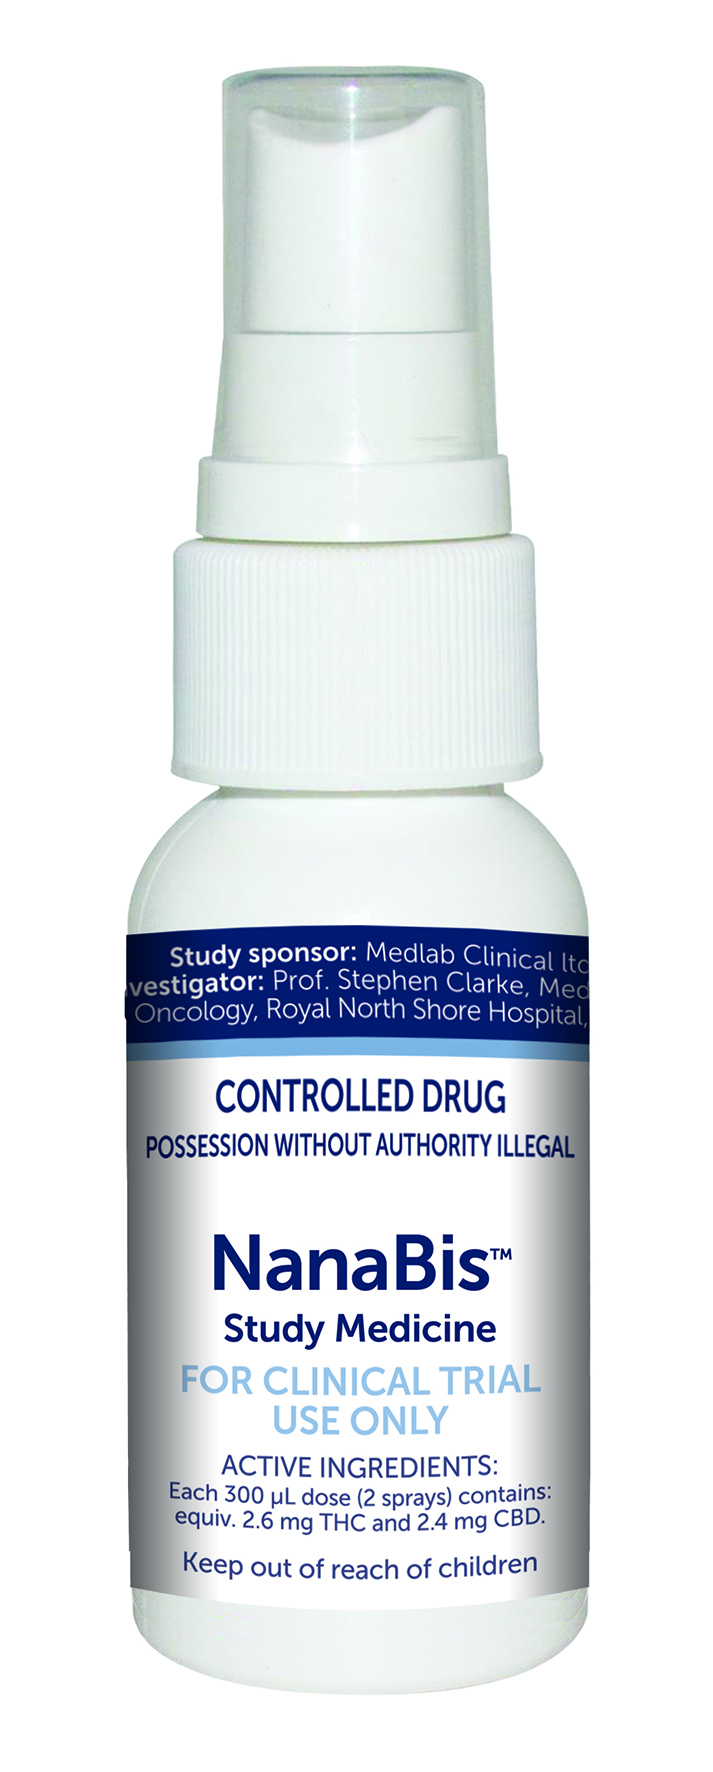 Study sponsor: Medlab Clinical ltd
vestigator: Prof. Stephen Clarke, Med
Oncology, Royal North Shore Hospital,
CONTROLLED DRUG
POSSESSION WITHOUT AUTHORITY ILLEGAL
NanaBis™
Study Medicine
FOR CLINICAL TRIAL
USE ONLY
ACTIVE INGREDIENTS:
Each 300 µL dose (2 sprays) contains:
equiv. 2.6 mg THC and 2.4 mg CBD.
Keep out of reach of children